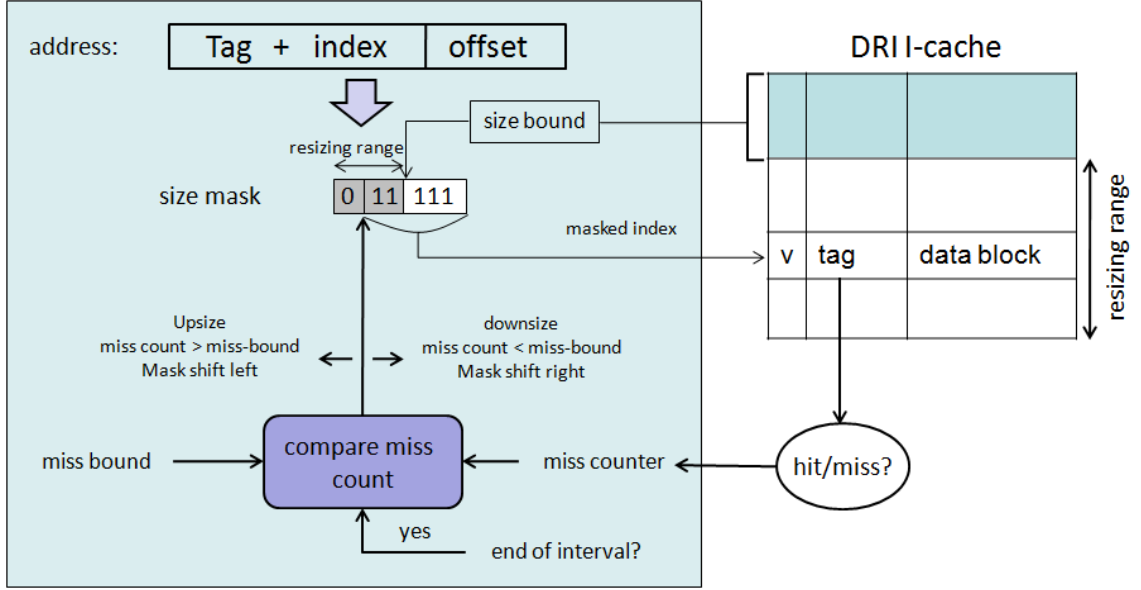 address:
Tag + index
offset
DRI I-cache
size bound
resizing range
size mask
0
11
111
masked index
v
tag
data block
resizing range
Upsize
miss count > miss-bound
Mask shift left
downsize
miss count < miss-bound
Mask shift right
miss bound
compare miss
count
miss counter
hit/miss?
yes
end of interval?